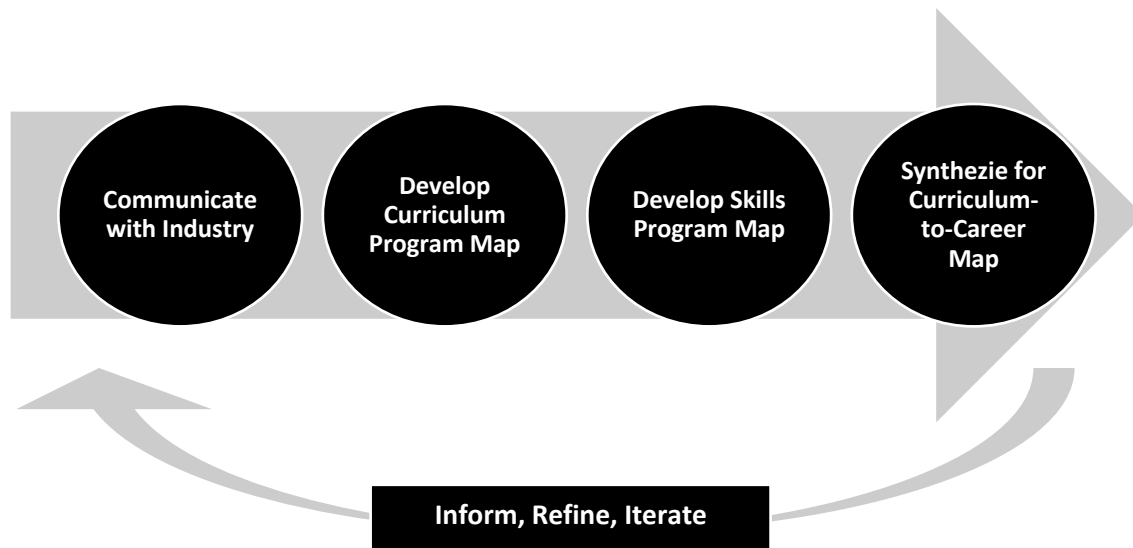 Communicate
with Industry
Develop
Curriculum
Program Map
Develop Skills
Program Map
Synthezie for
Curriculum-
to-Career
Map
Inform, Refine, Iterate